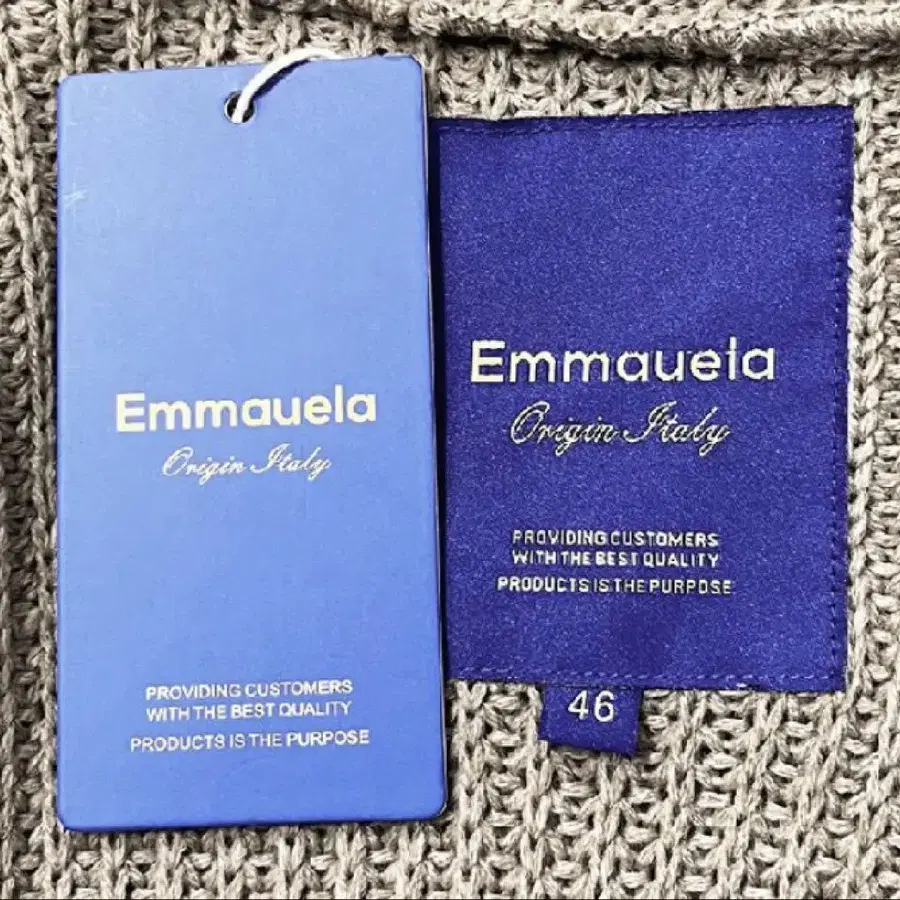 Emmauela
Origin Italy
PROVIDING CUSTOMERS
WITH THE BEST QUALITY
PRODUCTS IS THE PURPOSE
Emmauela
Origin Italy
PROVIDING CUSTOMERS
WITH THE BEST QUALITY
PRODUCTS IS THE PURPOSE
46